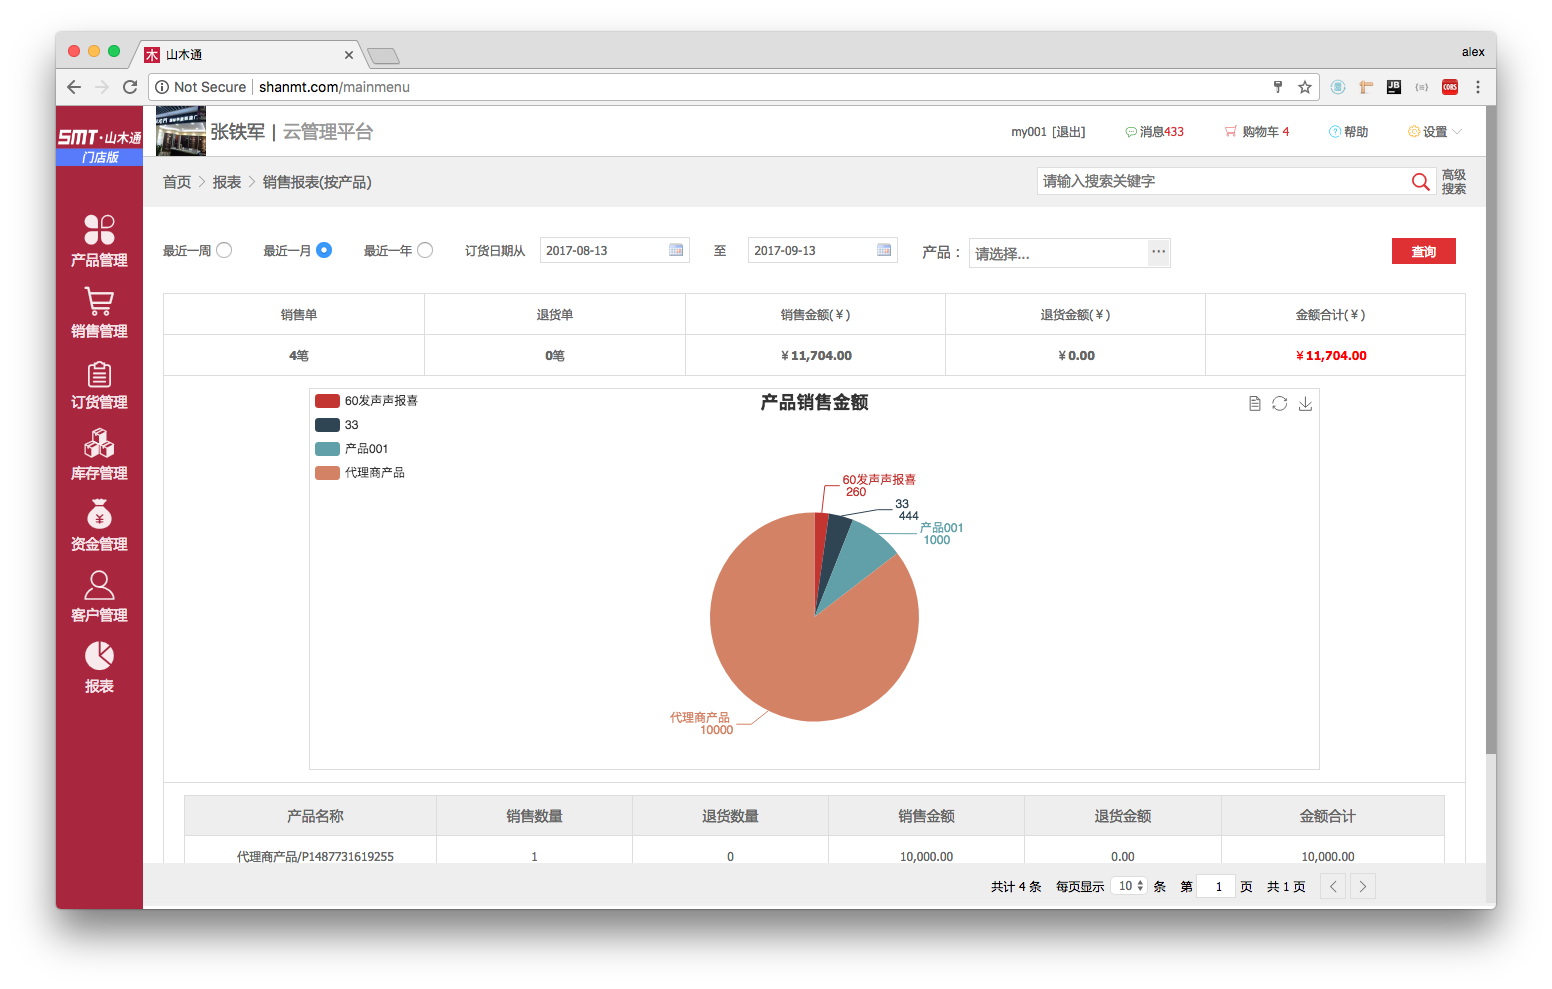 山木通
alex
Not Secure shanmt.com/mainmenu
SMT·山木通
门店版
张铁军 | 云管理平台
my001 [退出] 消息433 购物车 4 帮助 设置
首页 > 报表 > 销售报表(按产品)
请输入搜索关键字
高级
搜索
产品管理
销售管理
订货管理
库存管理
资金管理
客户管理
报表
最近一周 最近一月 最近一年 订货日期从 2017-08-13 至 2017-09-13 产品： 请选择... ... 查询
销售单 退货单 销售金额(¥) 退货金额(¥) 金额合计(¥)
4笔 0笔 ¥11,704.00 ¥0.00 ¥11,704.00
60发声声报喜
33
产品001
代理商产品
产品销售金额
60发声声报喜
260
33
444
产品001
1000
代理商产品
10000
产品名称 销售数量 退货数量 销售金额 退货金额 金额合计
代理商产品/P1487731619255 1 0 10,000.00 0.00 10,000.00
共计 4 条 每页显示 10 条 第 1 页 共 1 页